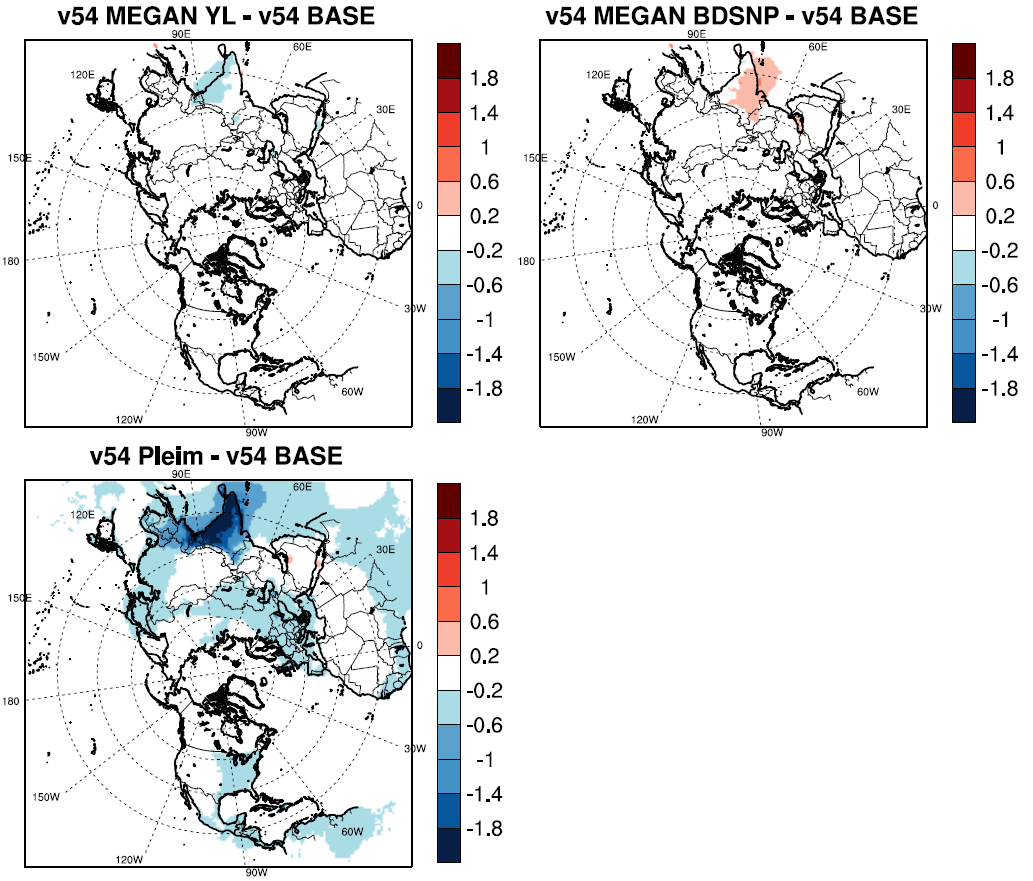 v54 MEGAN YL - v54 BASE
90E
60E
120E
30E
150E
0
180
30W
150W
60W
120W
90W
1.8
1.4
1
0.6
0.2
-0.2
-0.6
-1
-1.4
-1.8
v54 MEGAN BDSNP - v54 BASE
90E
60E
120E
30E
150E
0
180
30W
150W
60W
120W
90W
1.8
1.4
1
0.6
0.2
-0.2
-0.6
-1
-1.4
-1.8
v54 Pleim - v54 BASE
90E
60E
120E
30E
150E
0
180
30W
150W
60W
120W
90W
1.8
1.4
1
0.6
0.2
-0.2
-0.6
-1
-1.4
-1.8